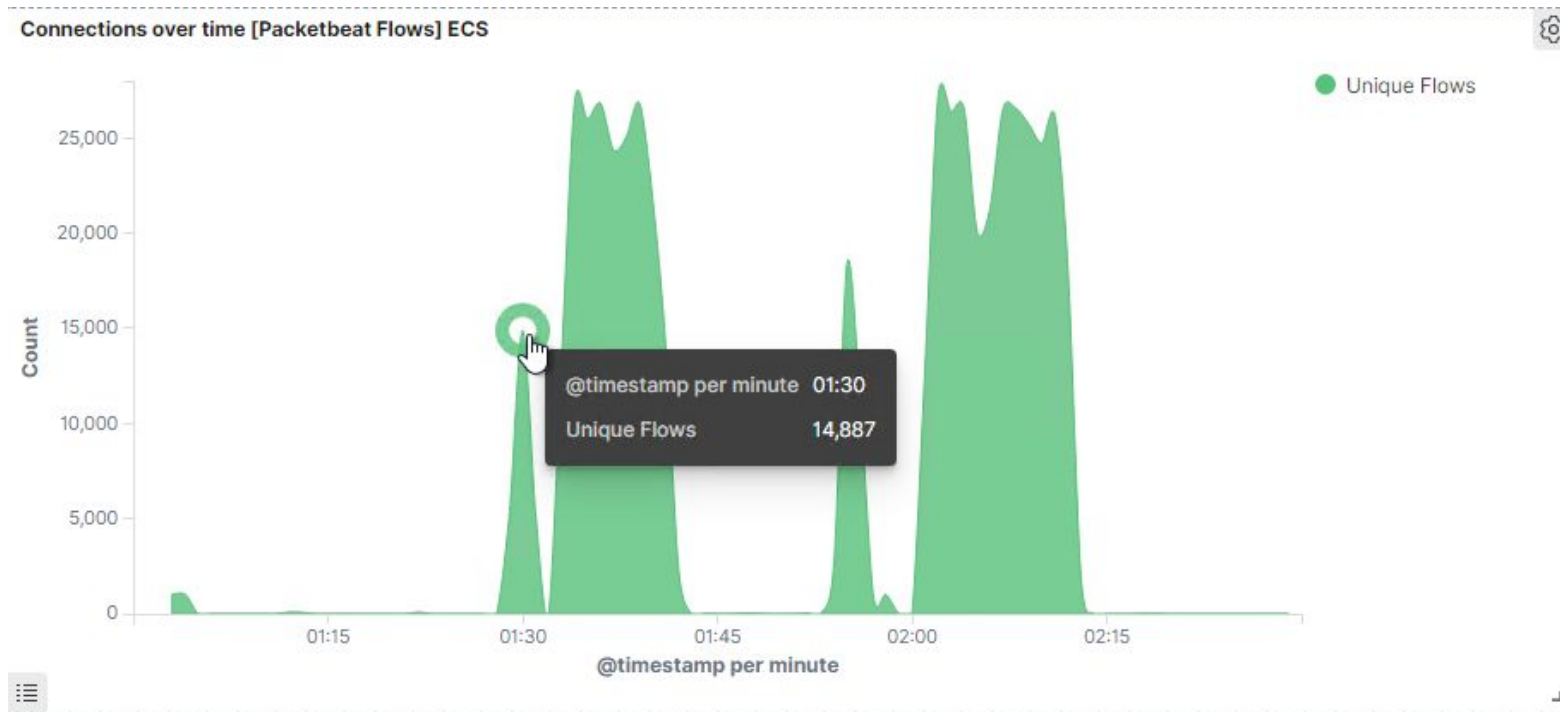 Connections over time [Packetbeat Flows] ECS
Unique Flows
25,000
20,000
15,000
10,000
5,000
0
Count
@timestamp per minute 01:30
Unique Flows 14,887
01:15 01:30 01:45 02:00 02:15
@timestamp per minute